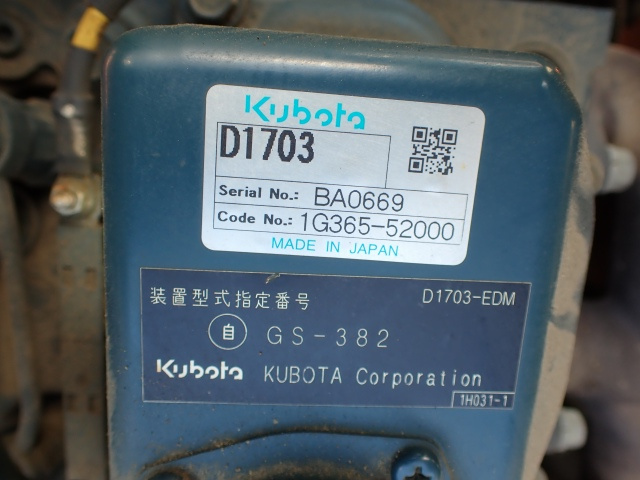 Kubota
D1703
Serial No.: BA0669
Code No.: 1G365-52000
MADE IN JAPAN
装置型式指定番号 D1703-EDM
自 GS-382
Kubota KUBOTA Corporation
1H031-1